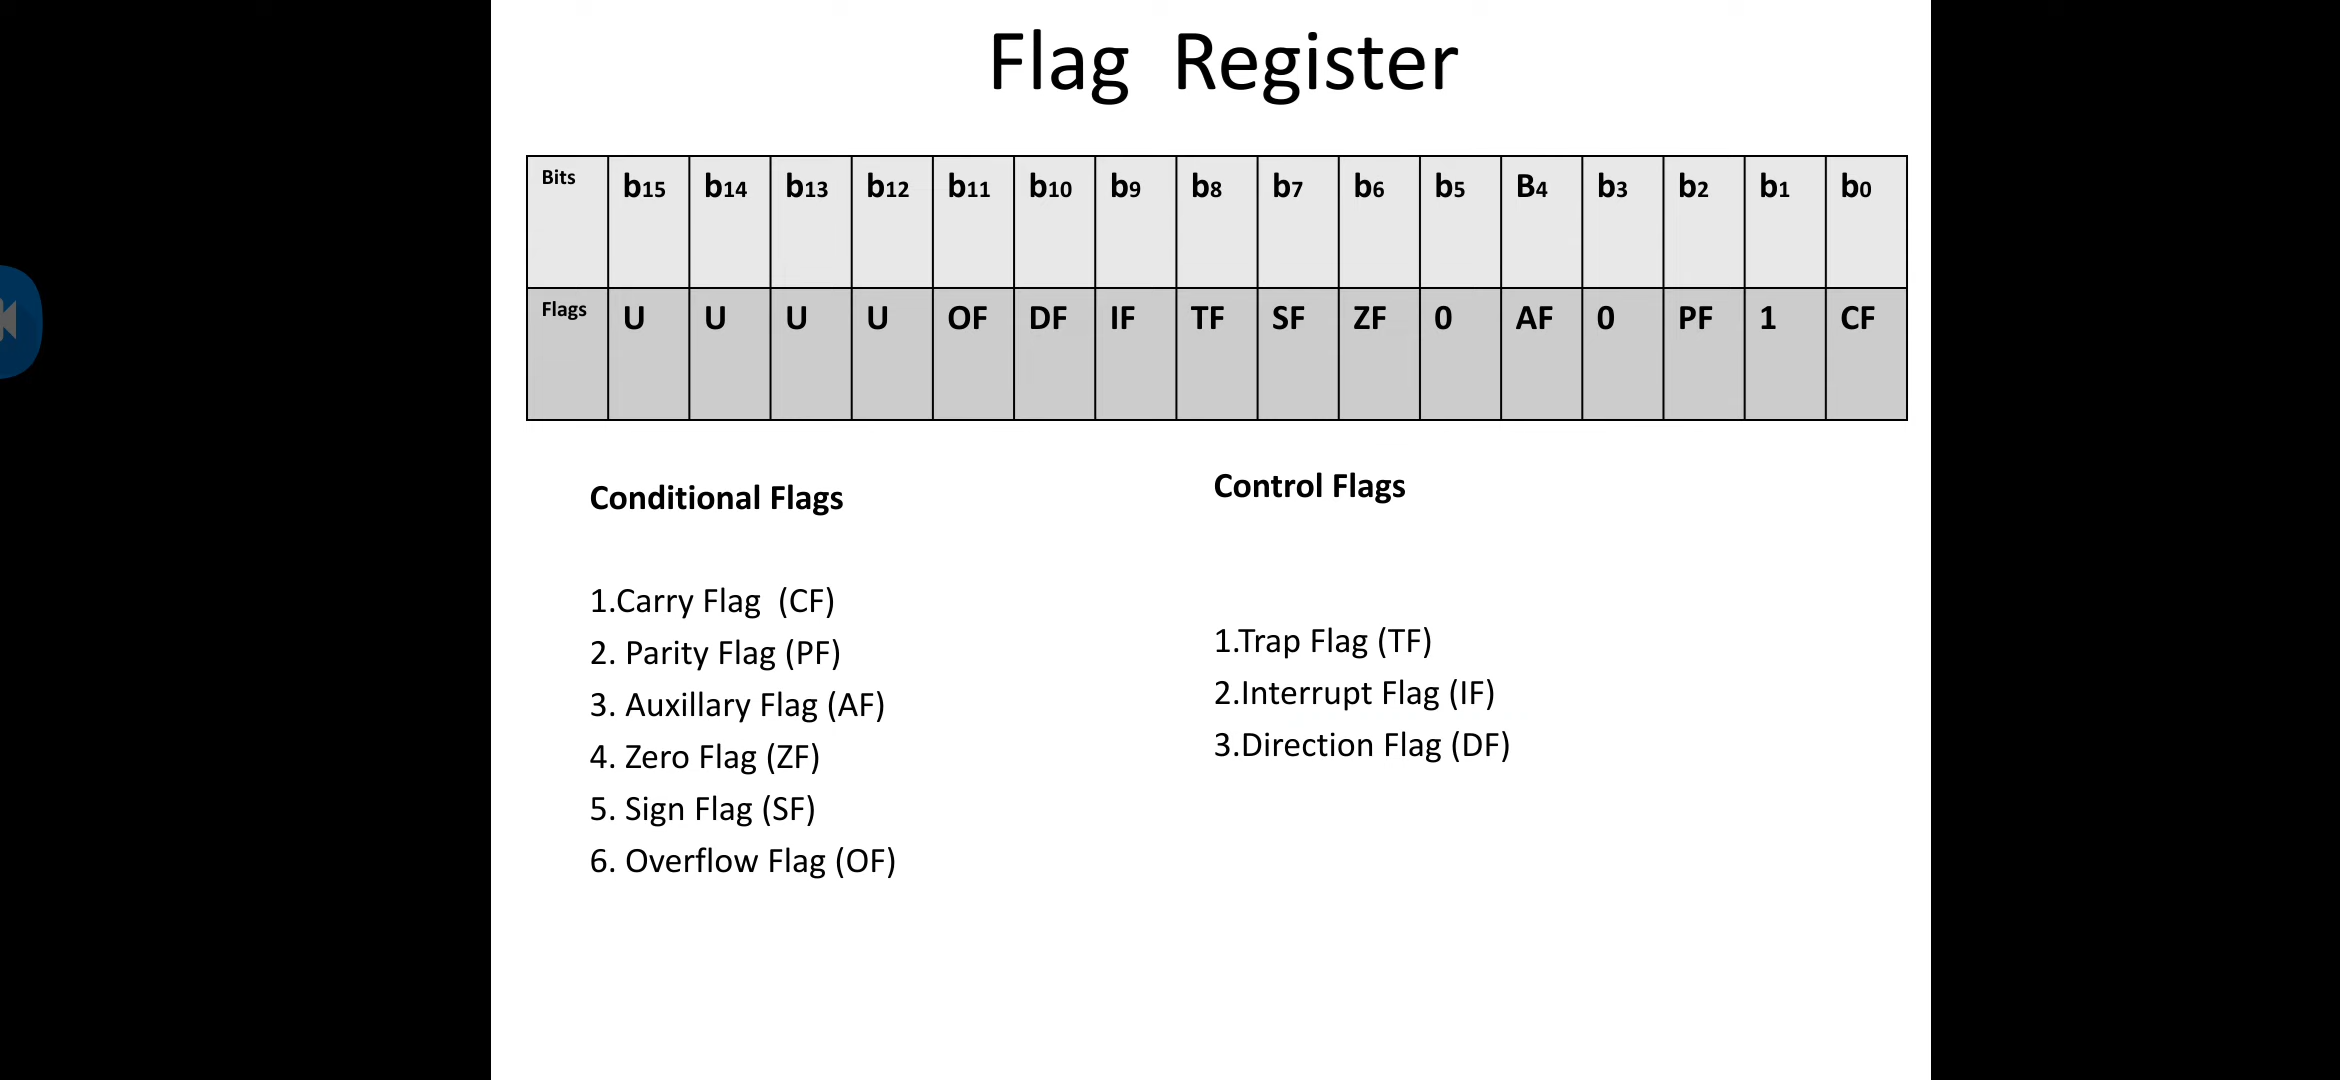 Flag Register
Bits b15 b14 b13 b12 b11 b10 b9 b8 b7 b6 b5 B4 b3 b2 b1 b0
Flags U U U U OF DF IF TF SF ZF 0 AF 0 PF 1 CF
Conditional Flags
1.Carry Flag (CF)
2. Parity Flag (PF)
3. Auxillary Flag (AF)
4. Zero Flag (ZF)
5. Sign Flag (SF)
6. Overflow Flag (OF)
Control Flags
1.Trap Flag (TF)
2.Interrupt Flag (IF)
3.Direction Flag (DF)